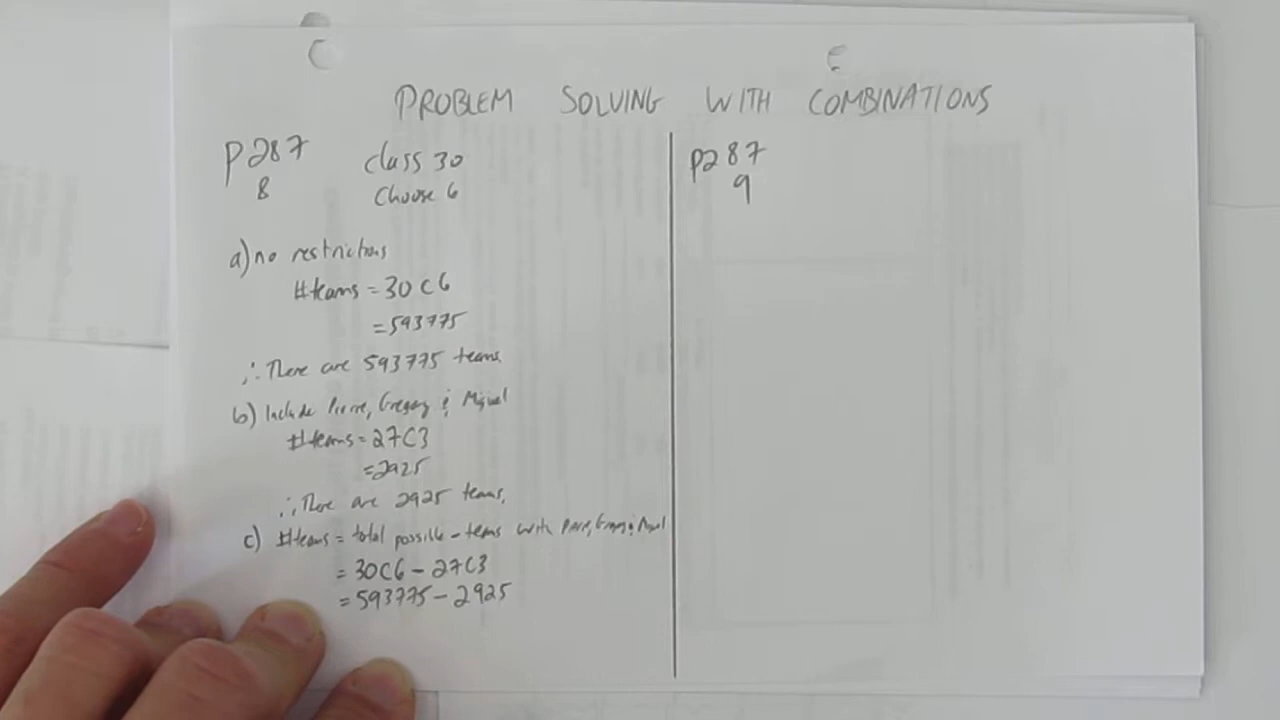 PROBLEM SOLVING WITH COMBINATIONS
P287
8
class 30
Choose 6
a) no restrictions
#teams = 30C6
= 593775
∴ There are 593775 teams.
b) Include Pierre, Gregory & Miguel
#teams = 27C3
= 2925
∴ There are 2925 teams.
c) #teams = total possible - teams with Pierre, Gregory & Miguel
= 30C6 - 27C3
= 593775 - 2925
P287
9